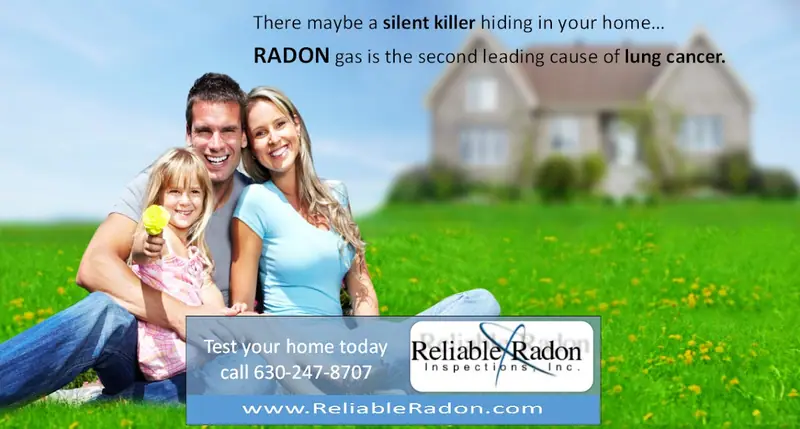 There maybe a silent killer hiding in your home...
RADON gas is the second leading cause of lung cancer.
Test your home today
call 630-247-8707
Reliable Radon
Inspections, Inc.
www.ReliableRadon.com